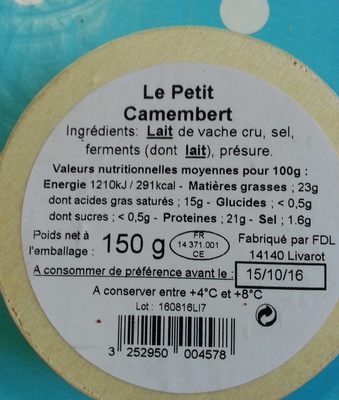 Le Petit
Camembert
Ingrédients: Lait de vache cru, sel,
ferments (dont lait), présure.
Valeurs nutritionnelles moyennes pour 100g :
Energie 1210kJ / 291kcal - Matières grasses ; 23g
dont acides gras saturés ; 15g - Glucides ; < 0,5g
dont sucres ; < 0,5g - Proteines ; 21g - Sel ; 1.6g
Poids net à l'emballage : 150 g
FR
14.371.001
CE
Fabriqué par FDL
14140 Livarot
A consommer de préférence avant le : 15/10/16
A conserver entre +4°C et +8°C
Lot : 160816LI7
3 252950 004578